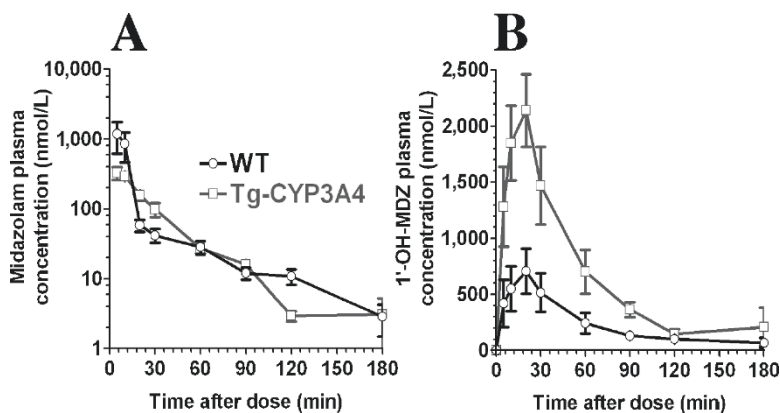 A
Midazolam plasma
concentration (nmol/L)
10,000
1,000
100
10
1
WT
Tg-CYP3A4
0
30
60
90
120
180
Time after dose (min)
B
1'-OH-MDZ plasma
concentration (nmol/L)
2,500
2,000
1,500
1,000
500
0
0
30
60
90
120
180
Time after dose (min)